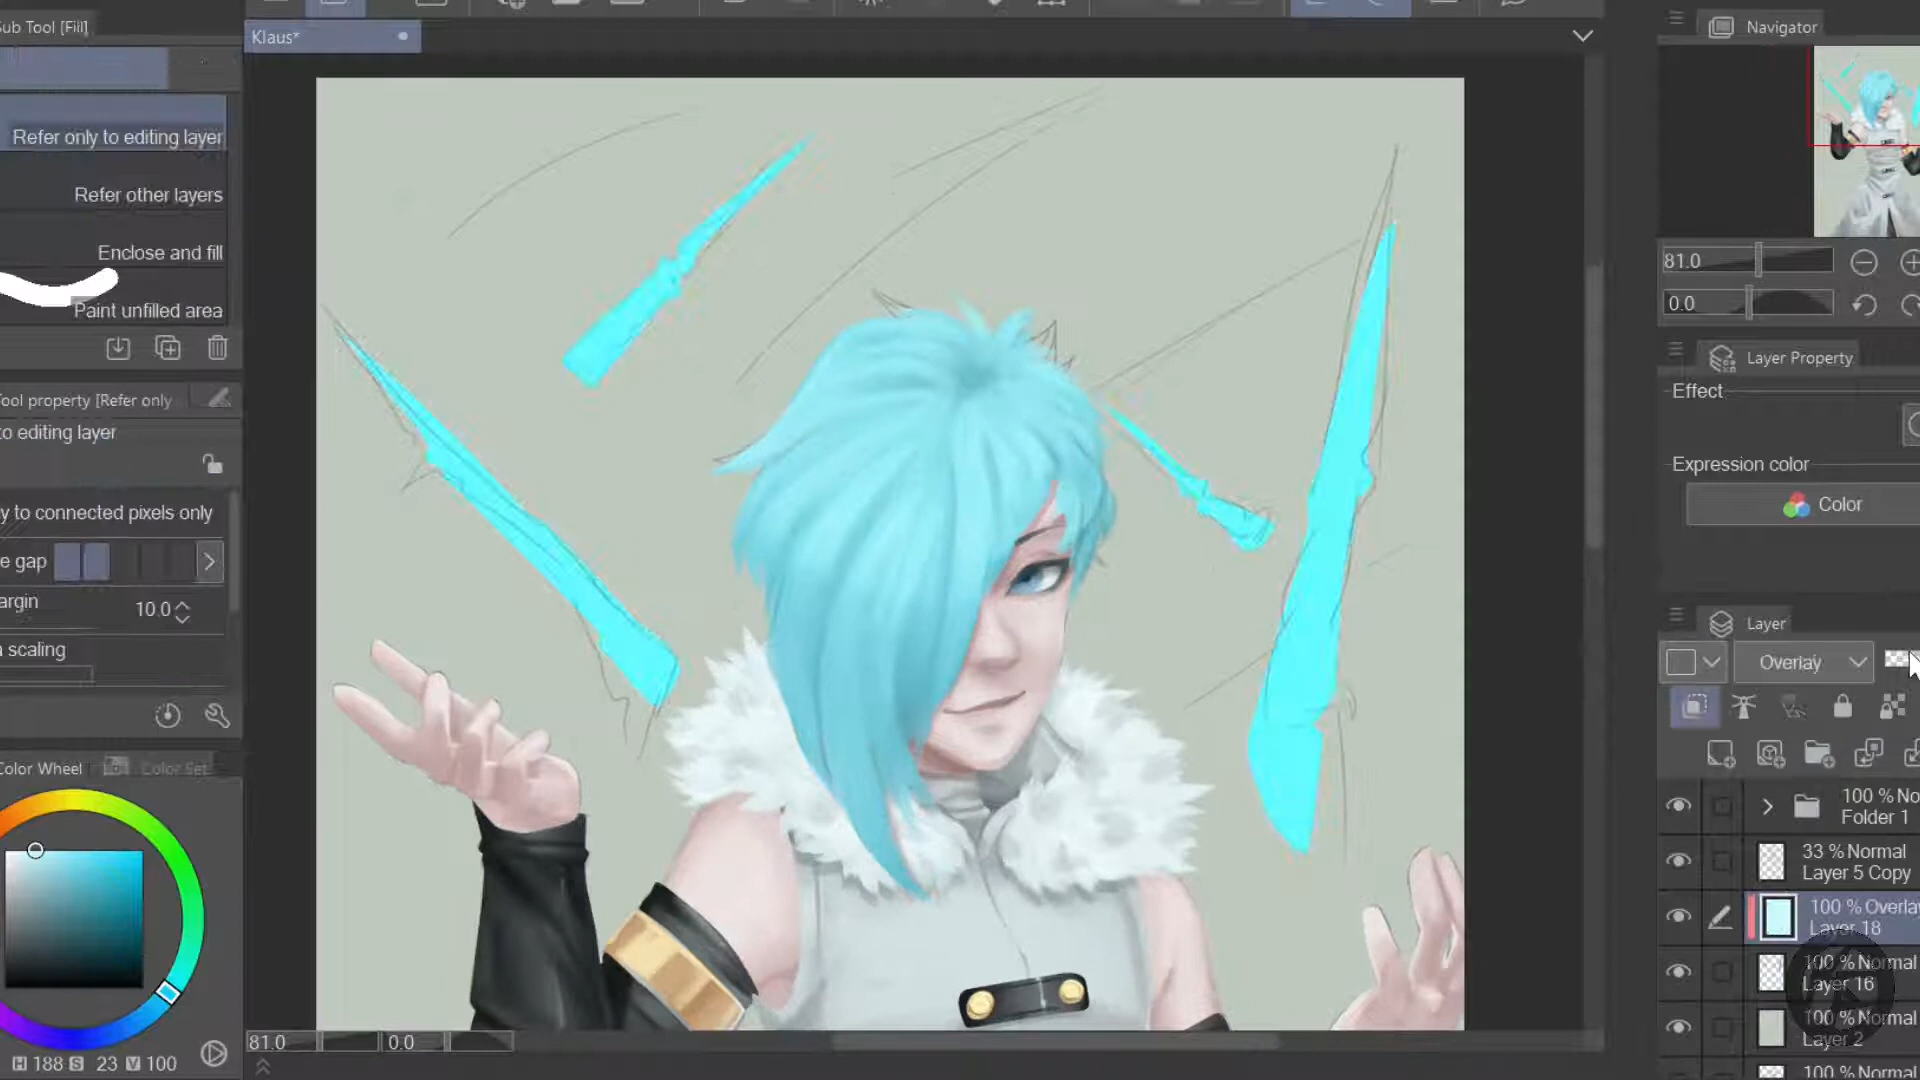 Sub Tool [Fill]
Refer only to editing layer
Refer other layers
Enclose and fill
Paint unfilled area
Tool property [Refer only
to editing layer
y to connected pixels only
e gap
argin
10.0
scaling
Color Wheel
Color Set
H 188 S 23 V 100
Klaus*
81.0
0.0
Navigator
81.0
0.0
Layer Property
Effect
Expression color
Color
Layer
Overlay
100 % No
Folder 1
33 % Normal
Layer 5 Copy
100 % Overlay
Layer 18
100 % Normal
Layer 16
100 % Normal
Layer 2
100 % Normal